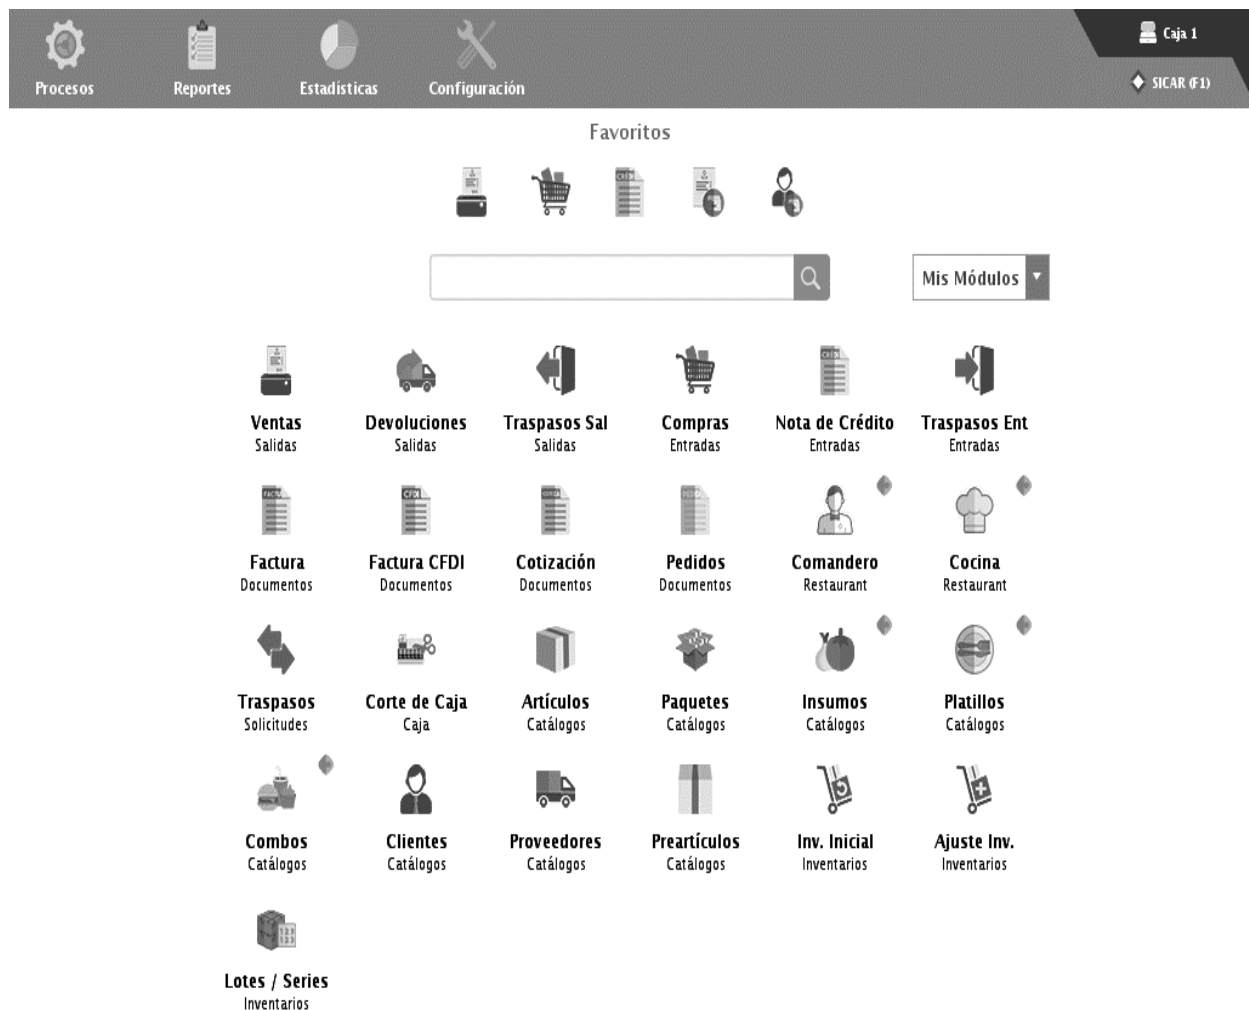 Caja 1
Procesos Reportes Estadísticas Configuración SICAR (F1)
Favoritos
CRÉDI
Mis Módulos
CRÉDI
Ventas Devoluciones Traspasos Sal Compras Nota de Crédito Traspasos Ent
Salidas Salidas Salidas Entradas Entradas Entradas
CFDI
Factura Factura CFDI Cotización Pedidos Comandero Cocina
Documentos Documentos Documentos Documentos Restaurant Restaurant
Traspasos Corte de Caja Artículos Paquetes Insumos Platillos
Solicitudes Caja Catálogos Catálogos Catálogos Catálogos
Combos Clientes Proveedores Preartículos Inv. Inicial Ajuste Inv.
Catálogos Catálogos Catálogos Catálogos Inventarios Inventarios
Lotes / Series
Inventarios